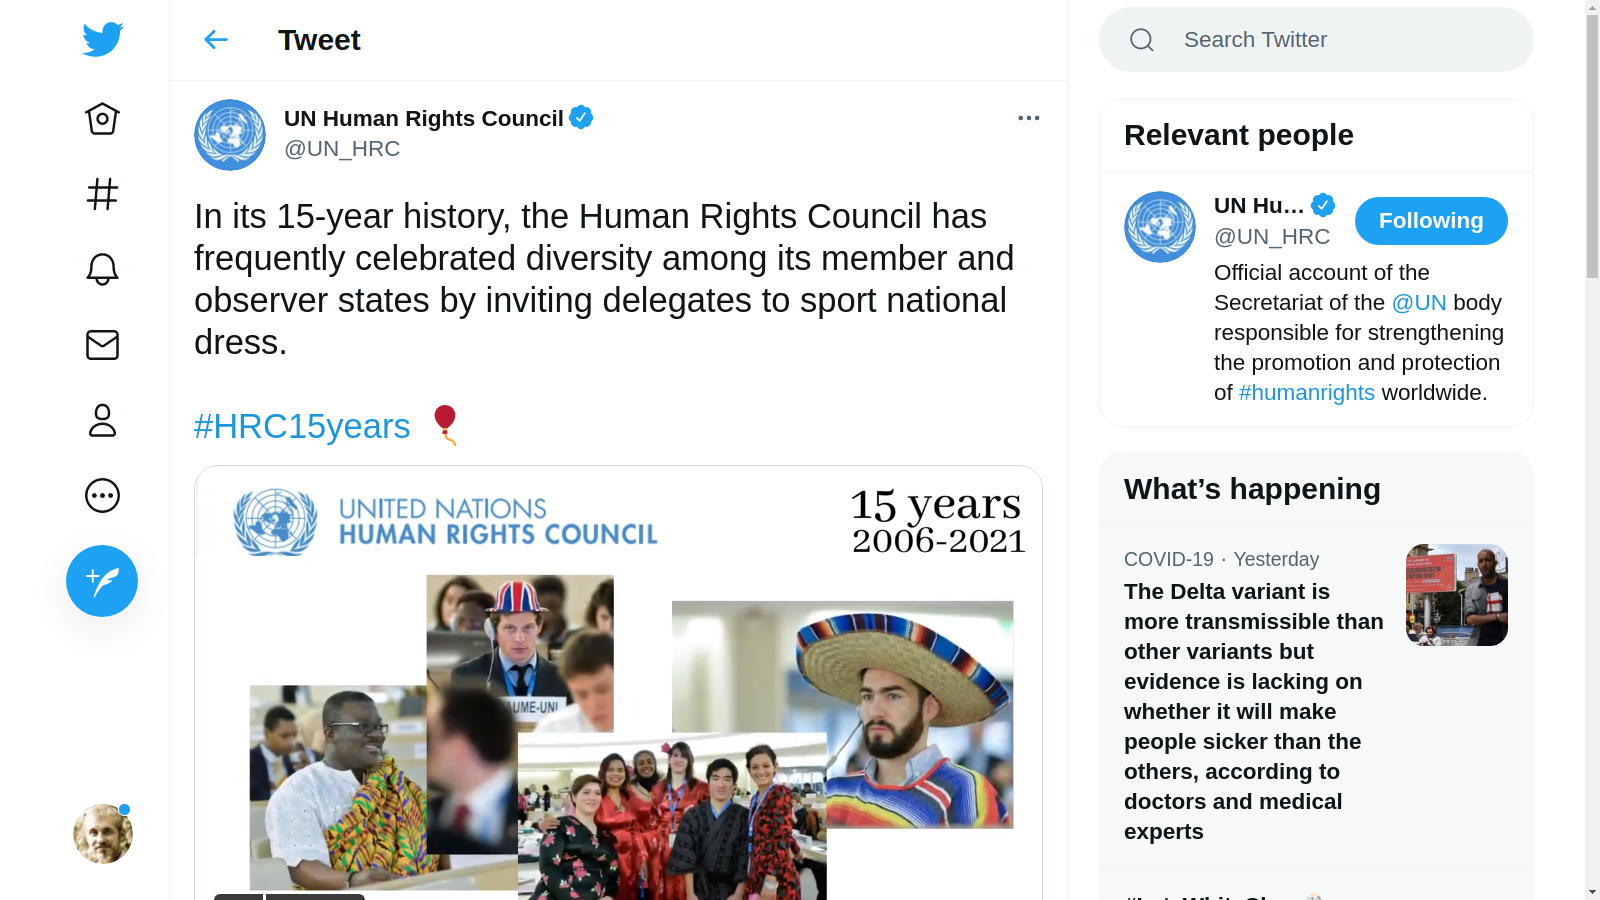 Tweet
UN Human Rights Council
@UN_HRC
In its 15-year history, the Human Rights Council has
frequently celebrated diversity among its member and
observer states by inviting delegates to sport national
dress.
#HRC15years
UNITED NATIONS
HUMAN RIGHTS COUNCIL
15 years
2006-2021
AUME-UNI
Search Twitter
Relevant people
UN Hu…
@UN_HRC
Following
Official account of the
Secretariat of the @UN body
responsible for strengthening
the promotion and protection
of #humanrights worldwide.
What’s happening
COVID-19 · Yesterday
The Delta variant is
more transmissible than
other variants but
evidence is lacking on
whether it will make
people sicker than the
others, according to
doctors and medical
experts